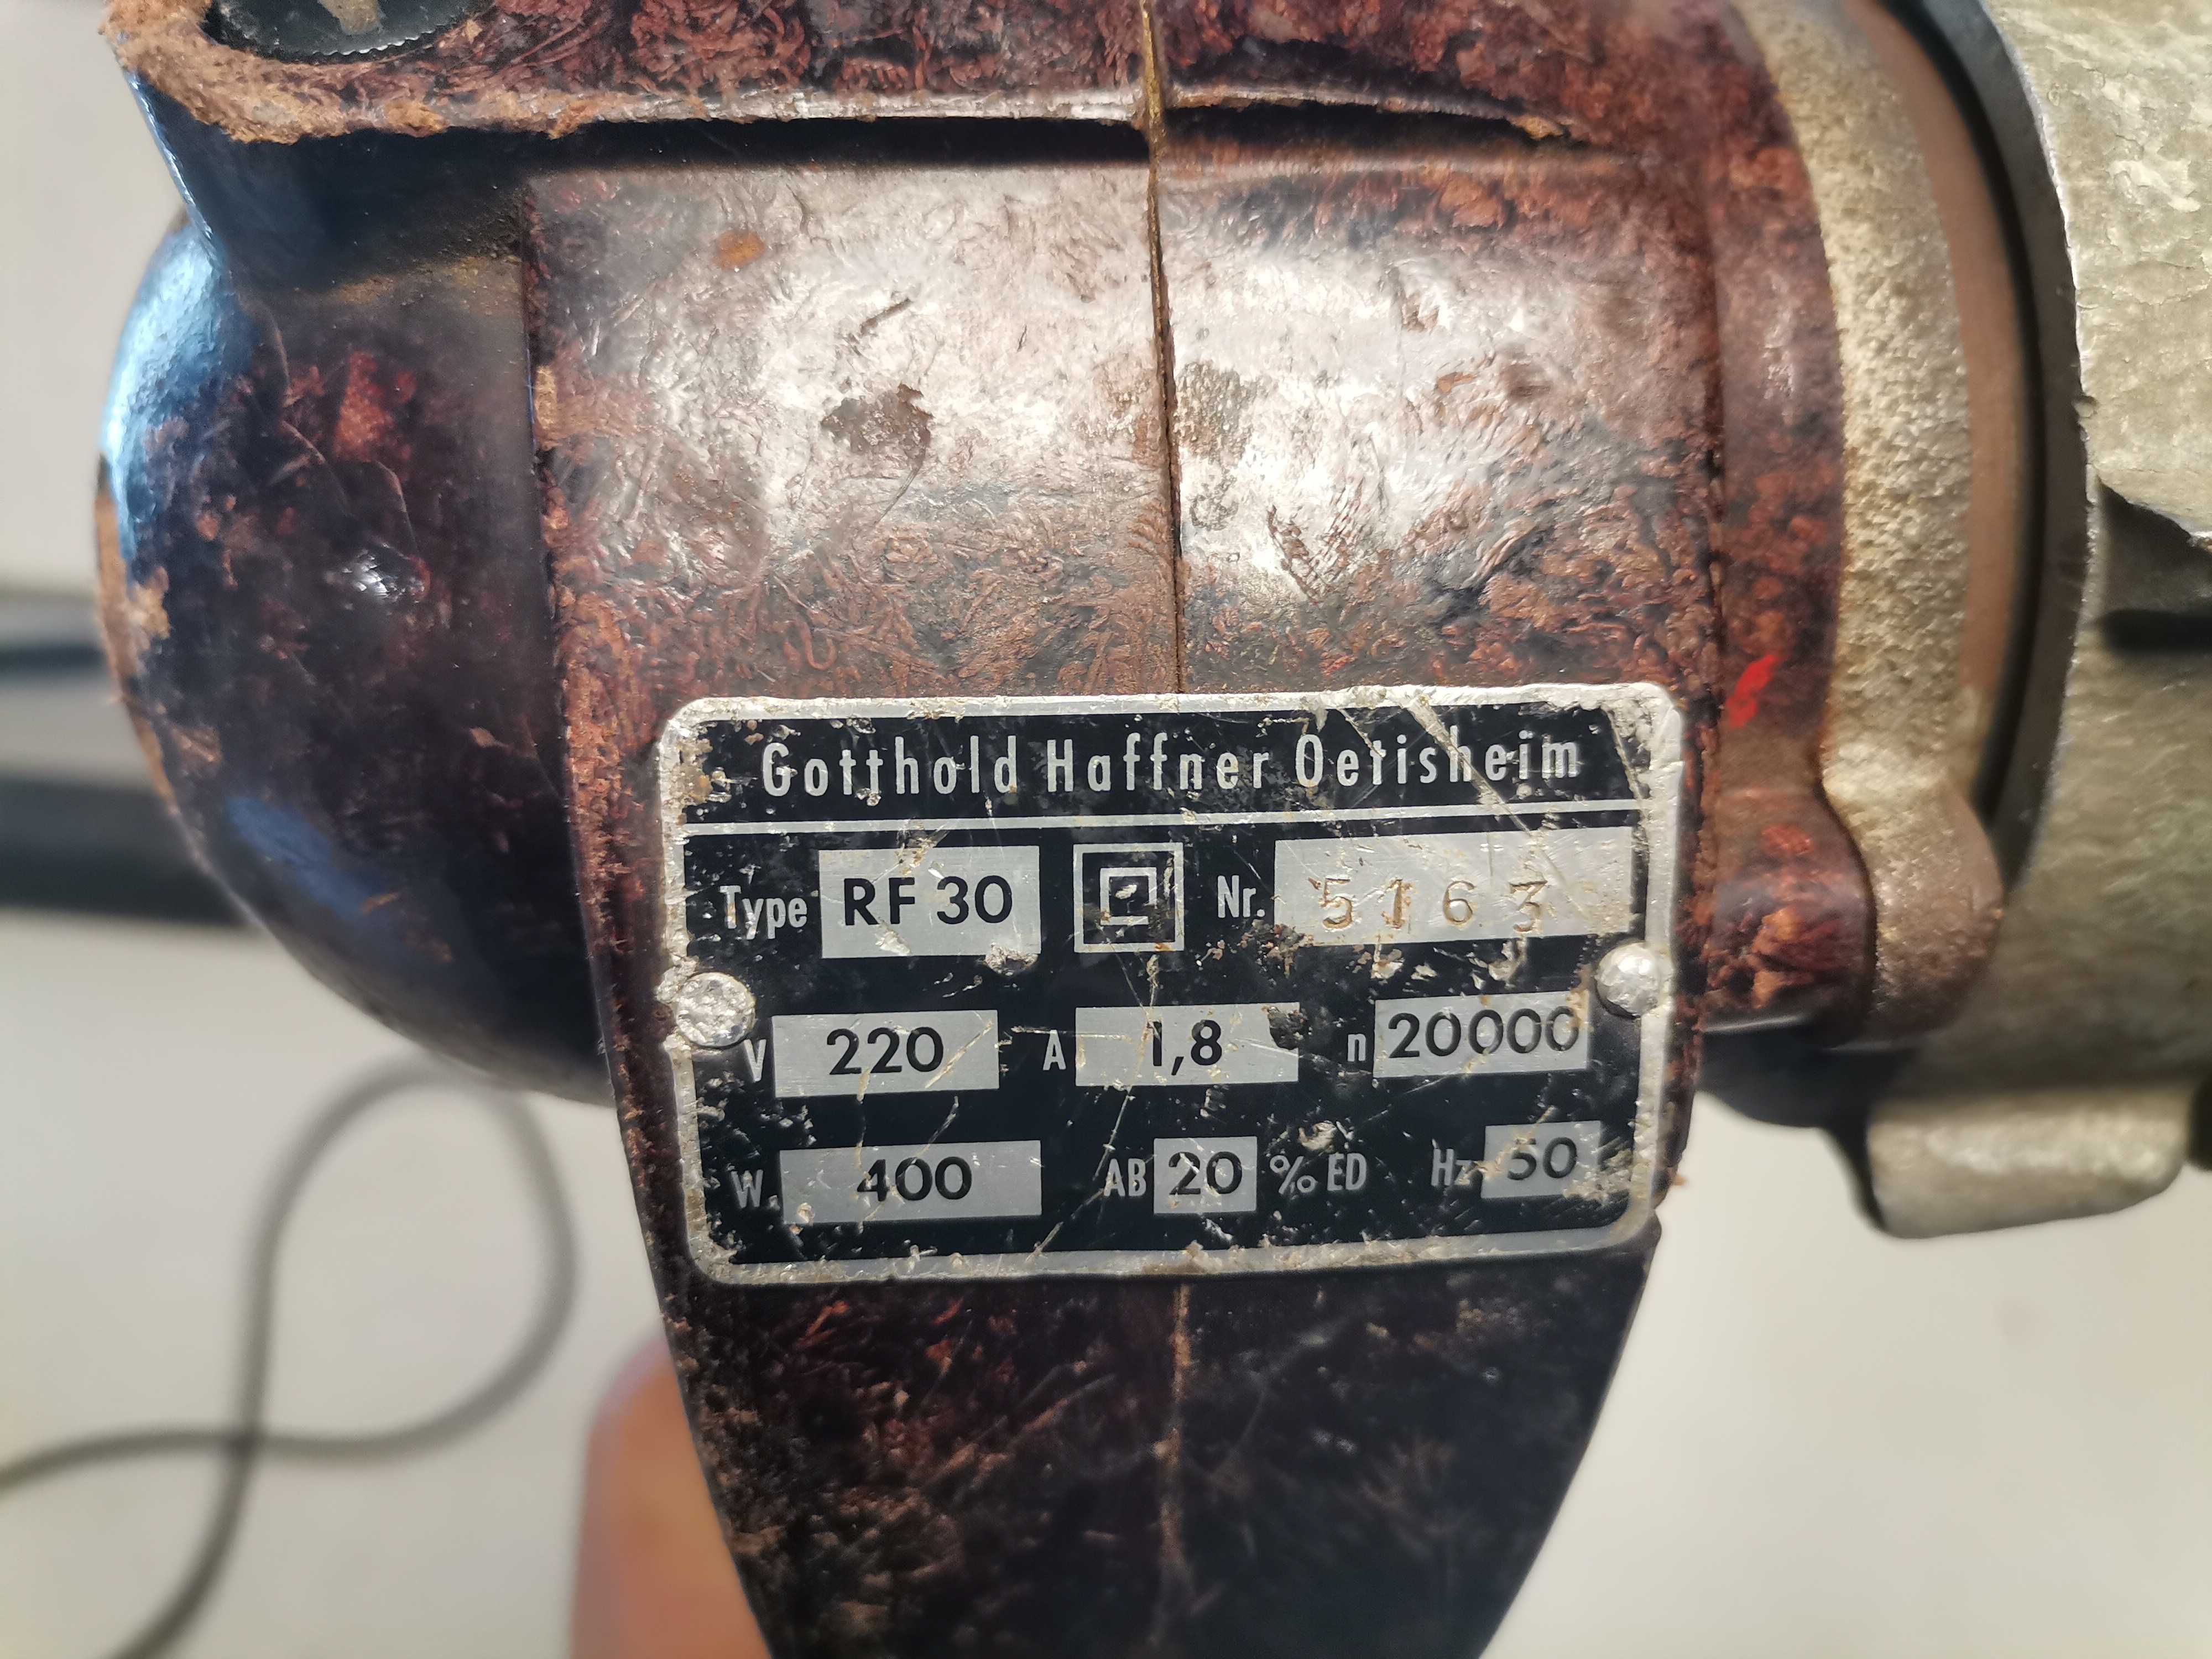 Gotthold Haffner Oetisheim
Type RF 30 Nr. 5163
V 220 A 1,8 n 20000
W 400 AB 20 % ED Hz 50